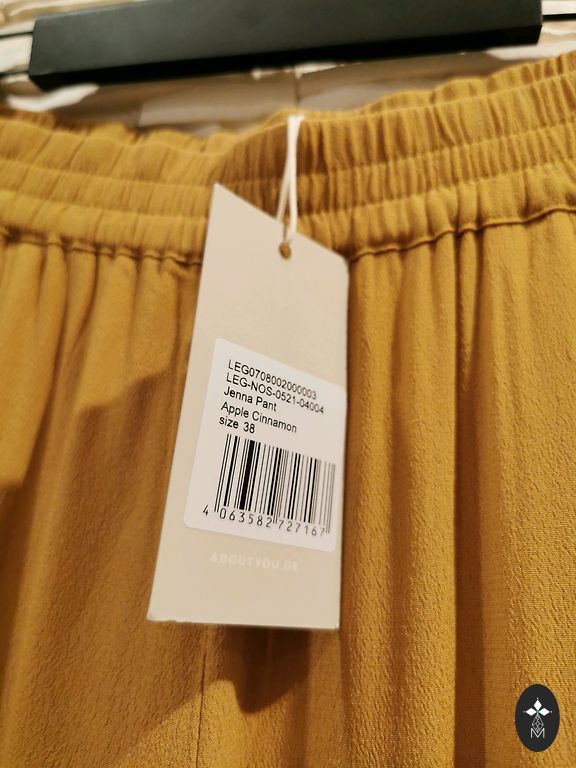 LEG0708002000003
LEG-NOS-0521-04004
Jenna Pant
Apple Cinnamon
size 38
4 063582 727167
ABOUTYOU.DE
M